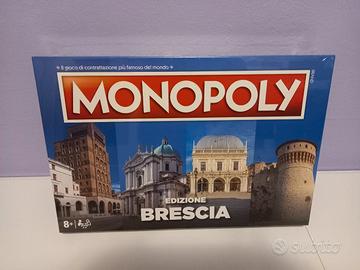 • Il gioco di contrattazione più famoso del mondo •
MONOPOLY
EDIZIONE
BRESCIA
8+
subito